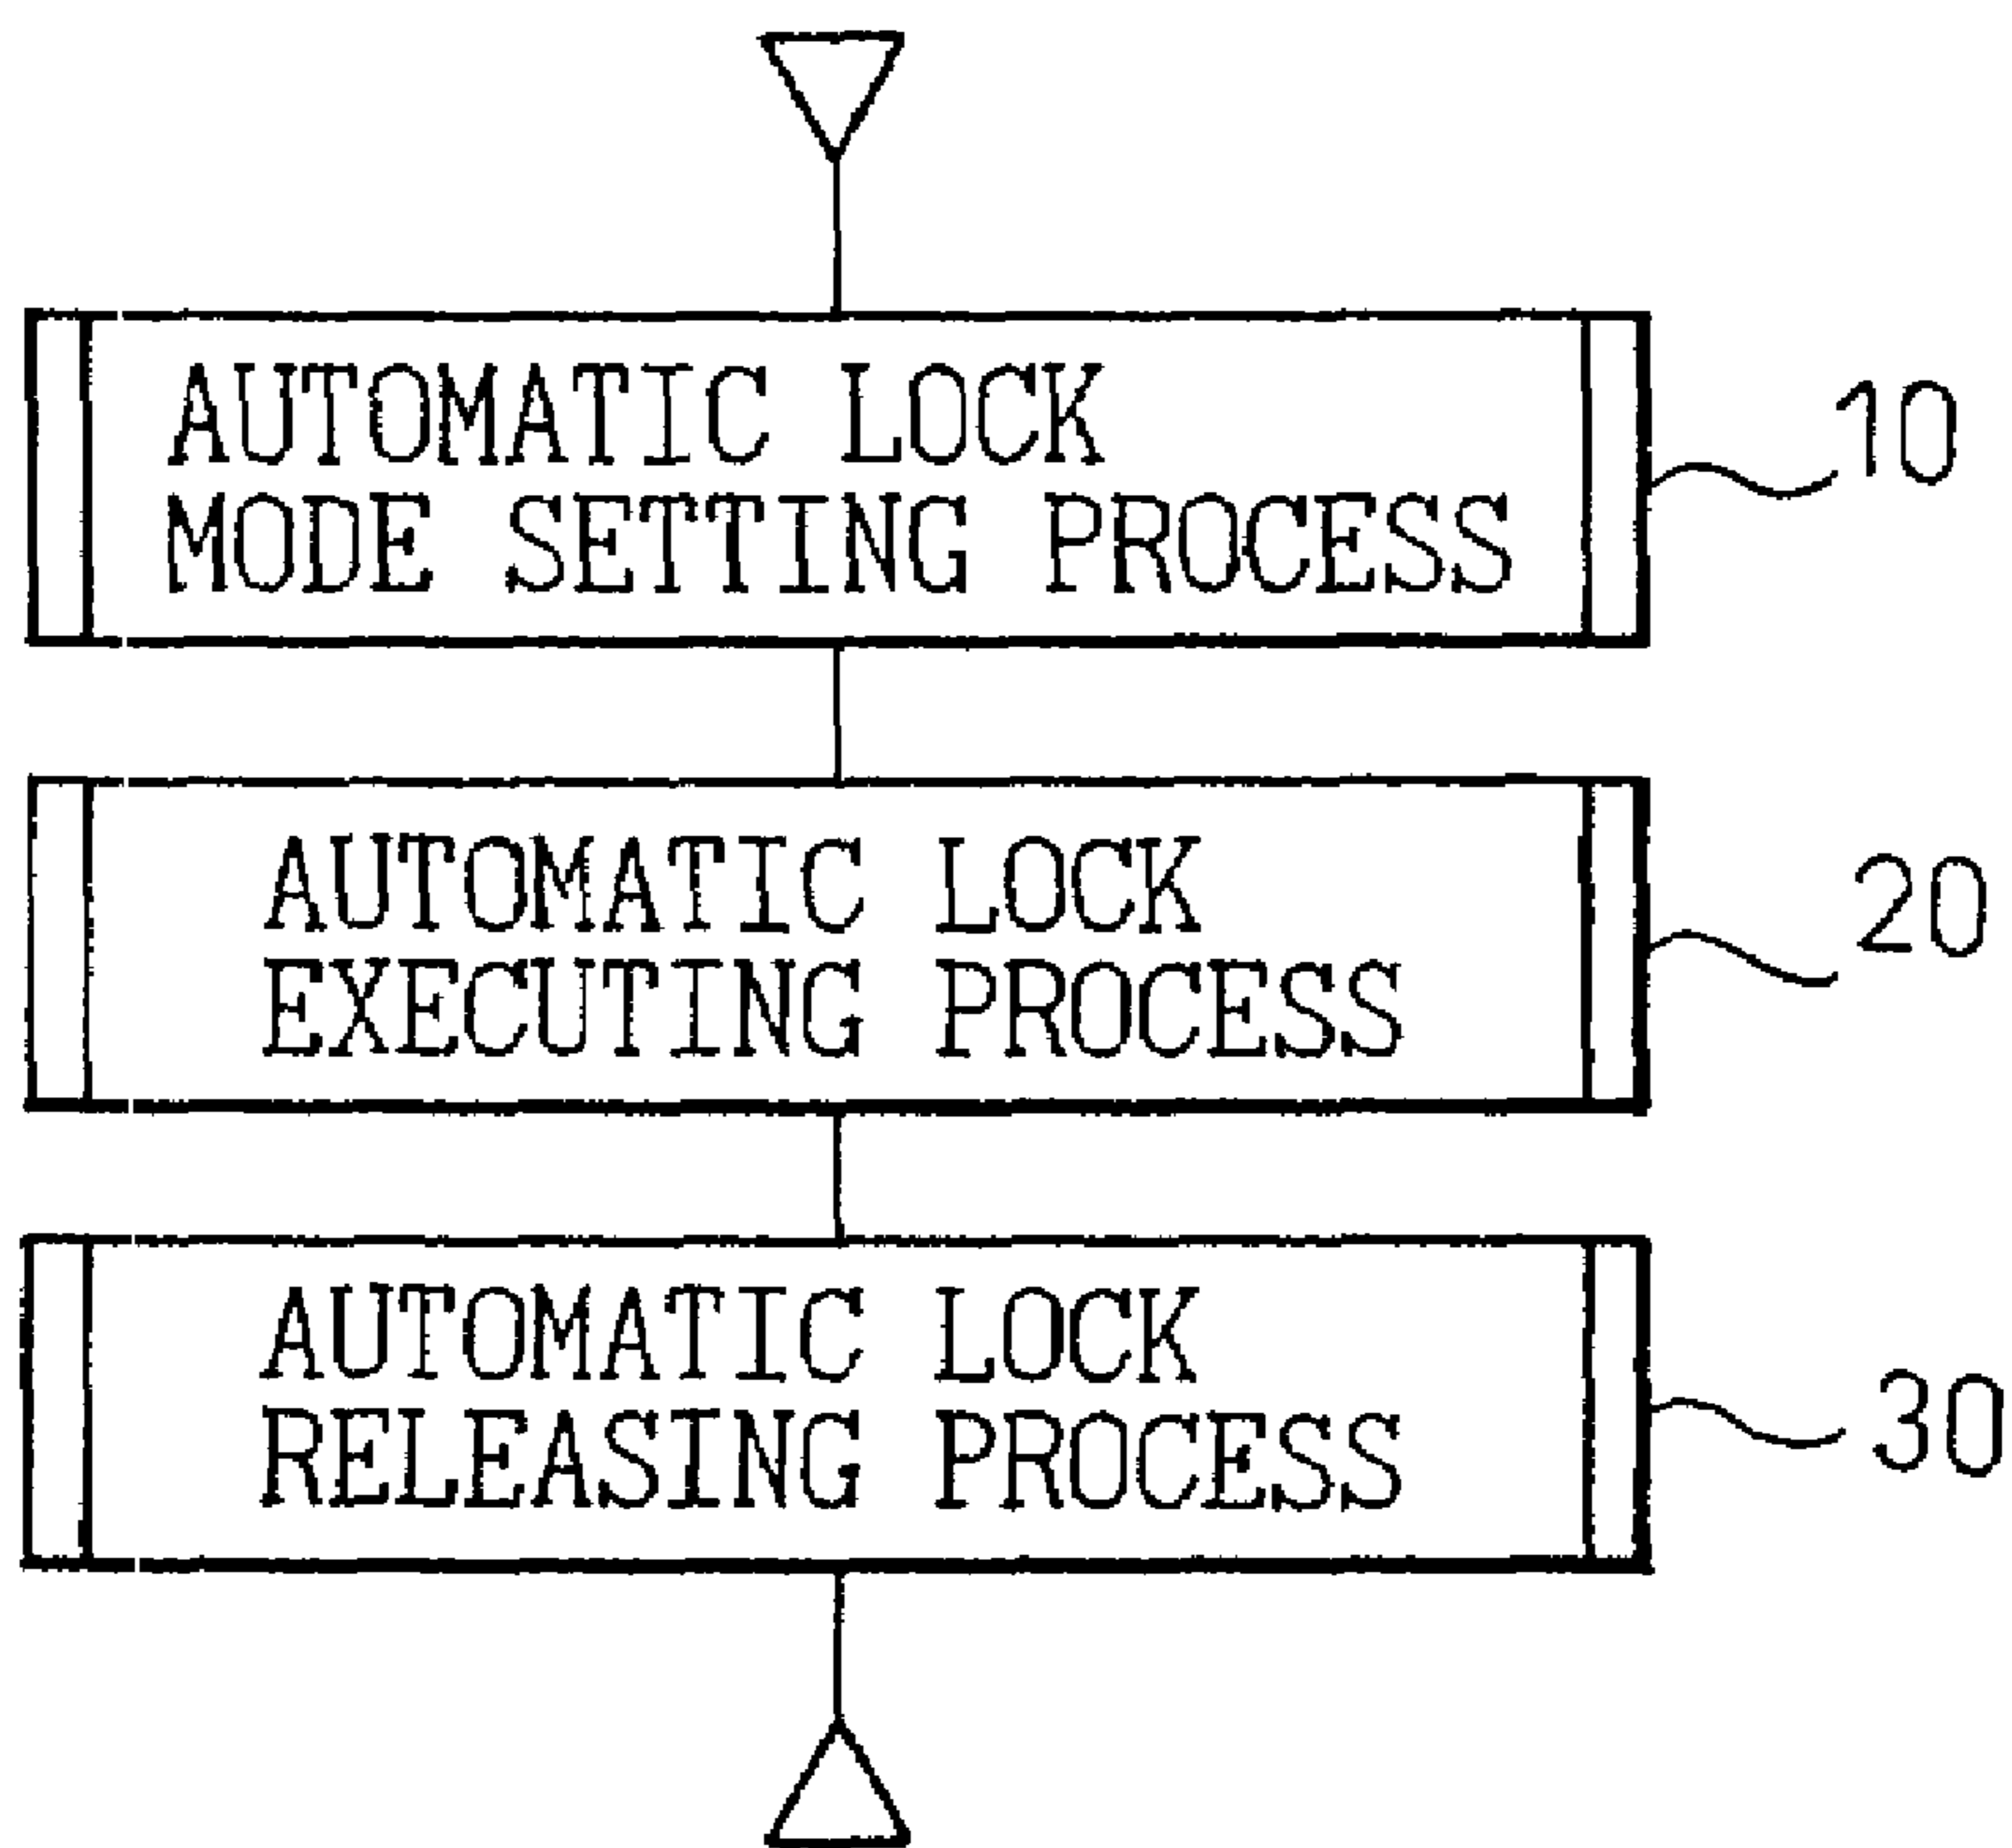 AUTOMATIC LOCK
MODE SETTING PROCESS
10
AUTOMATIC LOCK
EXECUTING PROCESS
20
AUTOMATIC LOCK
RELEASING PROCESS
30